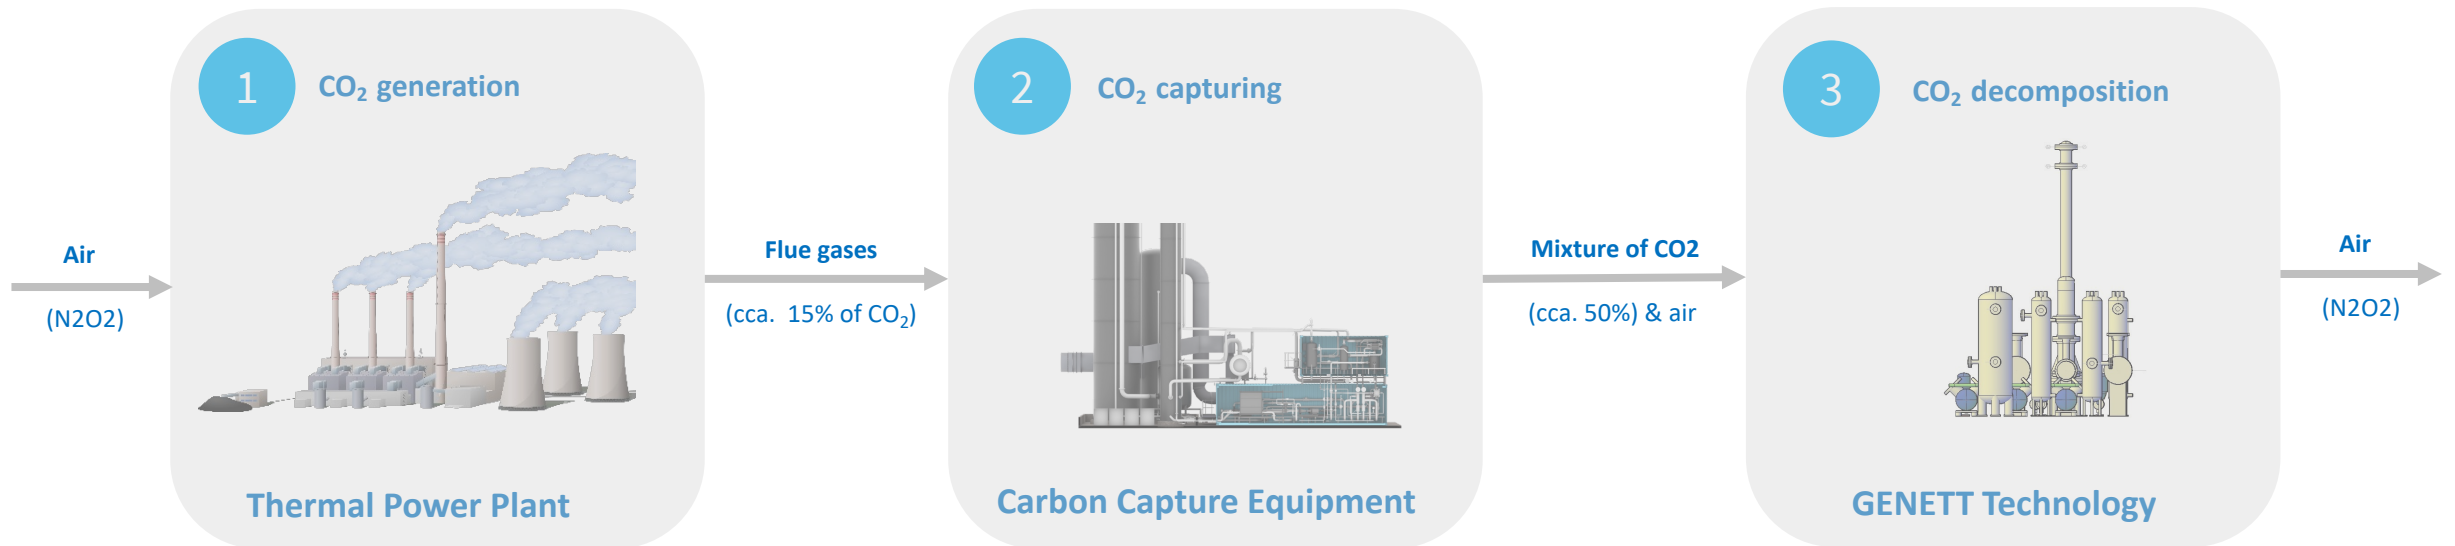 Air
(N2O2)
1
CO₂ generation
Thermal Power Plant
Flue gases
(cca. 15% of CO₂)
2
CO₂ capturing
Carbon Capture Equipment
Mixture of CO2
(cca. 50%) & air
3
CO₂ decomposition
GENETT Technology
Air
(N2O2)